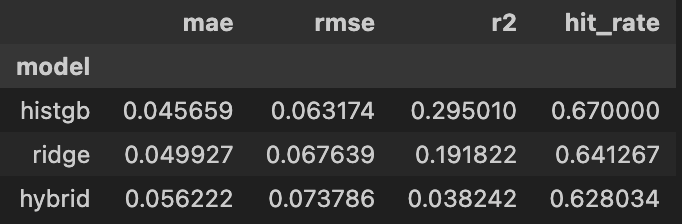 mae rmse r2 hit_rate
model
histgb 0.045659 0.063174 0.295010 0.670000
ridge 0.049927 0.067639 0.191822 0.641267
hybrid 0.056222 0.073786 0.038242 0.628034